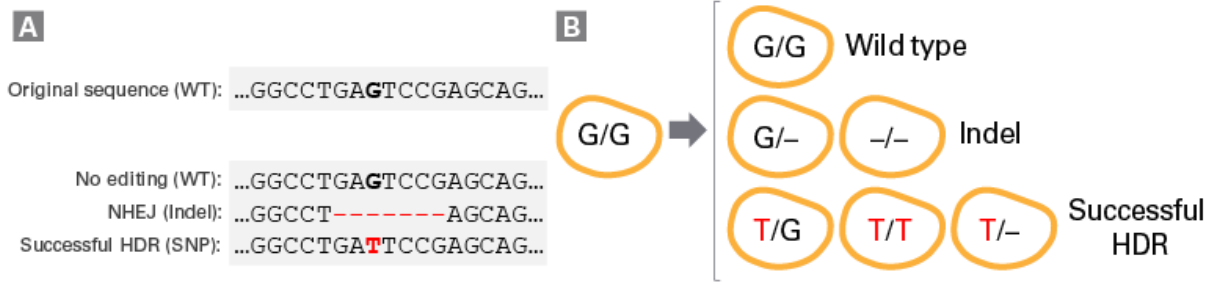 A
Original sequence (WT): ...GGCCTGAGTCCGAGCAG...
No editing (WT): ...GGCCTGAGTCCGAGCAG...
NHEJ (Indel): ...GGCCT-------AGCAG...
Successful HDR (SNP): ...GGCCTGATTCCGAGCAG...
B
G/G
G/G Wild type
G/– –/– Indel
T/G T/T T/– Successful
HDR